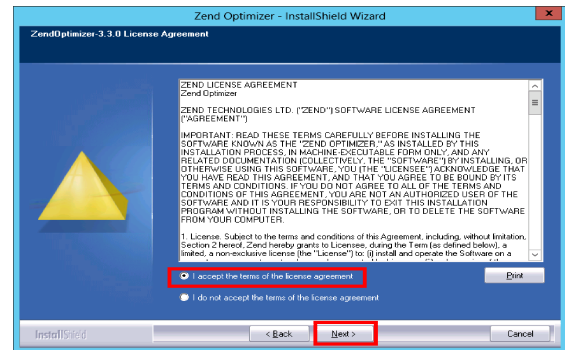 Zend Optimizer - InstallShield Wizard
ZendOptimizer-3.3.0 License Agreement
ZEND LICENSE AGREEMENT
Zend Optimizer
ZEND TECHNOLOGIES LTD. ("ZEND") SOFTWARE LICENSE AGREEMENT
("AGREEMENT")
IMPORTANT: READ THESE TERMS CAREFULLY BEFORE INSTALLING THE
SOFTWARE KNOWN AS THE "ZEND OPTIMIZER," AS INSTALLED BY THIS
INSTALLATION PROCESS, IN MACHINE-EXECUTABLE FORM ONLY, AND ANY
RELATED DOCUMENTATION (COLLECTIVELY, THE "SOFTWARE") BY INSTALLING, OR
OTHERWISE USING THIS SOFTWARE, YOU (THE "LICENSEE") ACKNOWLEDGE THAT
YOU HAVE READ THIS AGREEMENT, AND THAT YOU AGREE TO BE BOUND BY ITS
TERMS AND CONDITIONS. IF YOU DO NOT AGREE TO ALL OF THE TERMS AND
CONDITIONS OF THIS AGREEMENT, YOU ARE NOT AN AUTHORIZED USER OF THE
SOFTWARE AND IT IS YOUR RESPONSIBILITY TO EXIT THIS INSTALLATION
PROGRAM WITHOUT INSTALLING THE SOFTWARE, OR TO DELETE THE SOFTWARE
FROM YOUR COMPUTER.
1. License. Subject to the terms and conditions of this Agreement, including, without limitation,
Section 2 hereof, Zend hereby grants to Licensee, during the Term (as defined below), a
limited, a non-exclusive license (the "License") to: (i) install and operate the Software on a
I accept the terms of the license agreement
Print
I do not accept the terms of the license agreement
InstallShield
< Back
Next >
Cancel